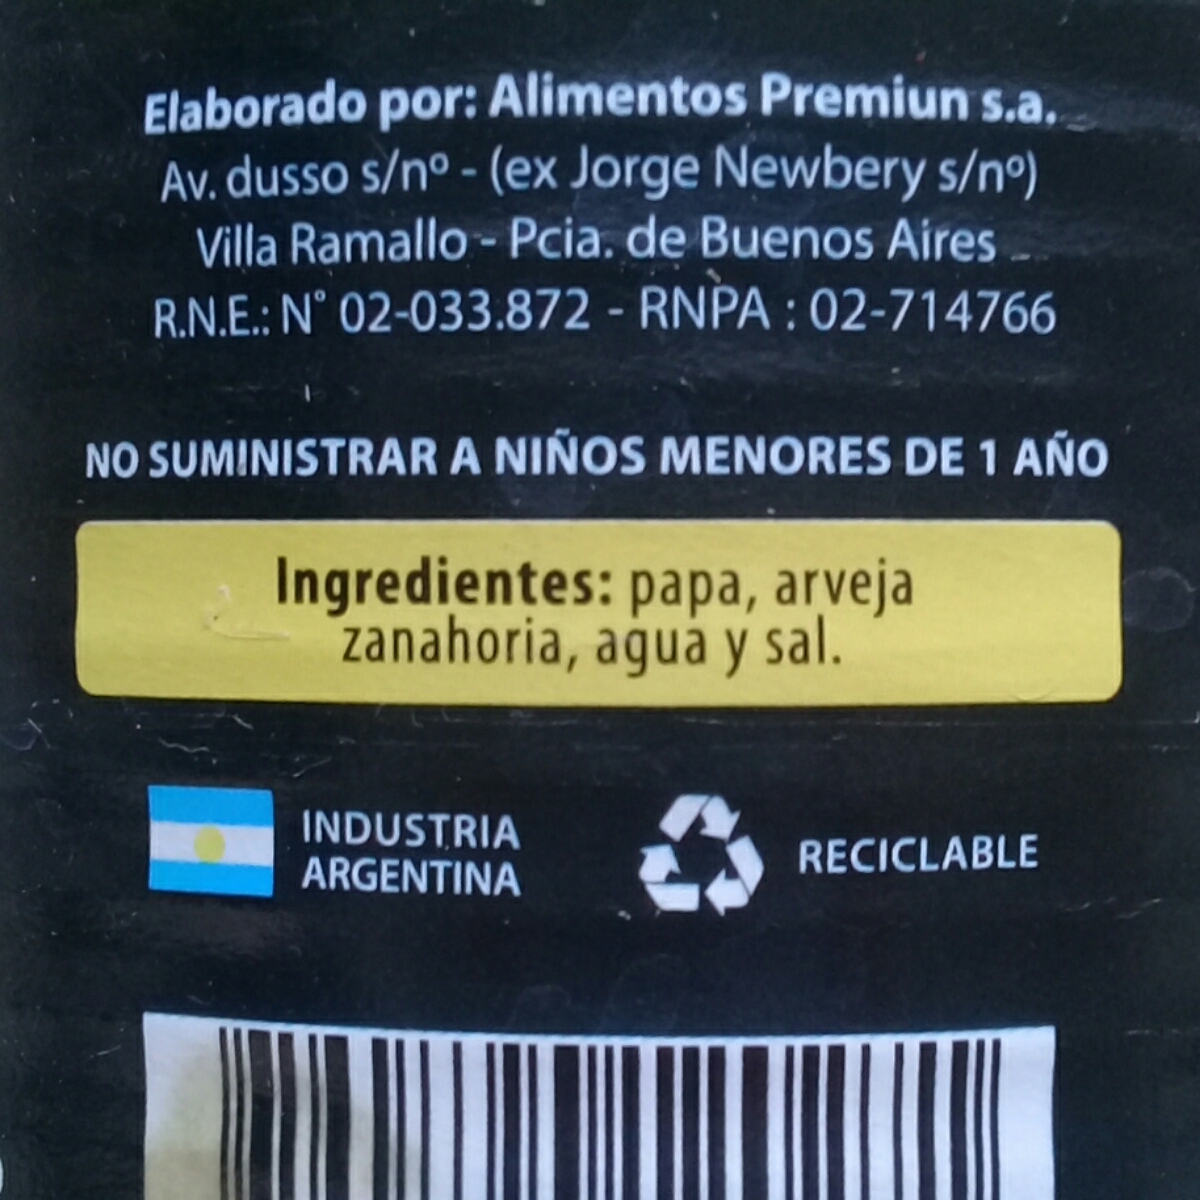 Elaborado por: Alimentos Premiun s.a.
Av. dusso s/nº - (ex Jorge Newbery s/nº)
Villa Ramallo - Pcia. de Buenos Aires
R.N.E.: N° 02-033.872 - RNPA : 02-714766
NO SUMINISTRAR A NIÑOS MENORES DE 1 AÑO
Ingredientes: papa, arveja
zanahoria, agua y sal.
INDUSTRIA
ARGENTINA
RECICLABLE